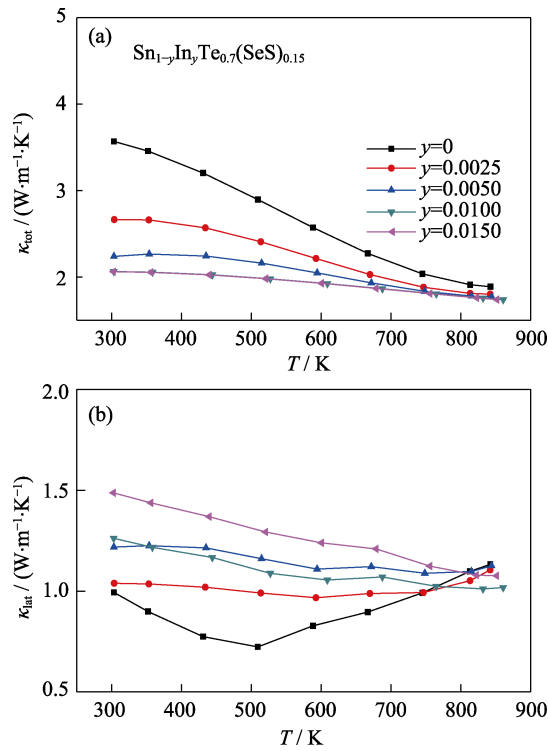 (a)
Sn₁₋yInyTe₀.₇(SeS)₀.₁₅
5
4
3
2
κtot / (W·m⁻¹·K⁻¹)
y=0
y=0.0025
y=0.0050
y=0.0100
y=0.0150
300 400 500 600 700 800 900
T / K
(b)
2.0
1.5
1.0
0.5
κlat / (W·m⁻¹·K⁻¹)
300 400 500 600 700 800 900
T / K